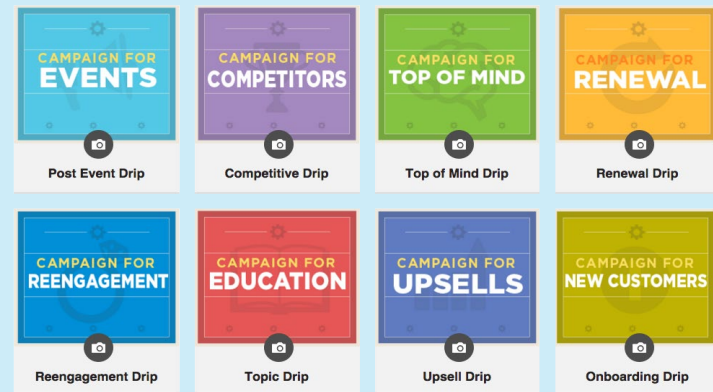 CAMPAIGN FOR
EVENTS
Post Event Drip
CAMPAIGN FOR
COMPETITORS
Competitive Drip
CAMPAIGN FOR
TOP OF MIND
Top of Mind Drip
CAMPAIGN FOR
RENEWAL
Renewal Drip
CAMPAIGN FOR
REENGAGEMENT
Reengagement Drip
CAMPAIGN FOR
EDUCATION
Topic Drip
CAMPAIGN FOR
UPSELLS
Upsell Drip
CAMPAIGN FOR
NEW CUSTOMERS
Onboarding Drip